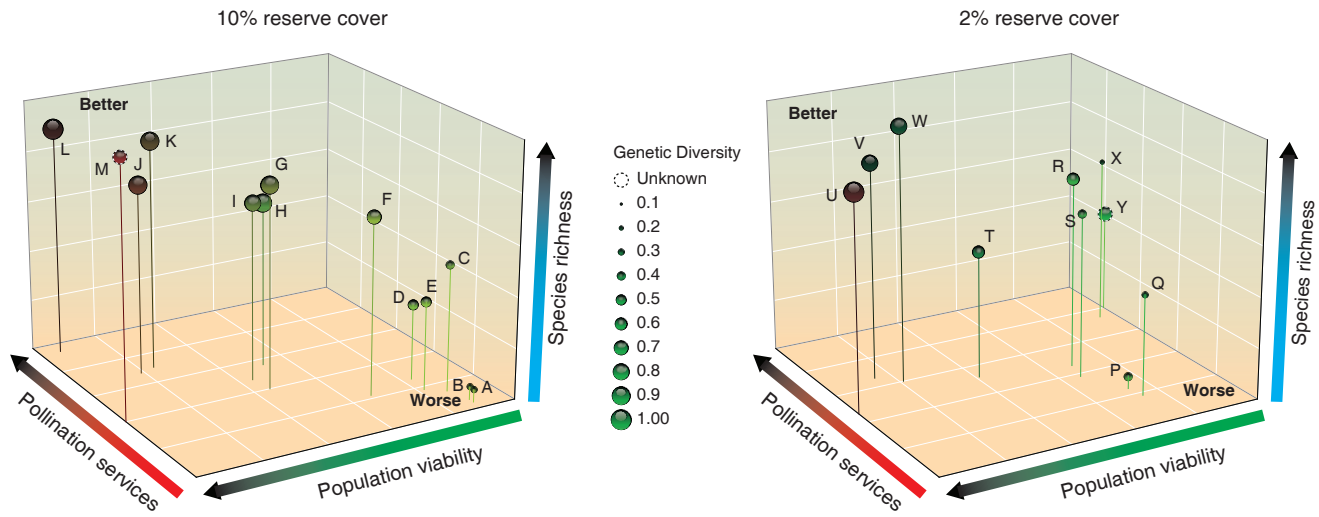 10% reserve cover
Better
L
M
J
K
I
G
H
F
C
D
E
B
A
Worse
Species richness
Pollination services
Population viability
Genetic Diversity
Unknown
0.1
0.2
0.3
0.4
0.5
0.6
0.7
0.8
0.9
1.00
2% reserve cover
Better
V
W
U
T
R
X
S
Y
Q
P
Worse
Species richness
Pollination services
Population viability